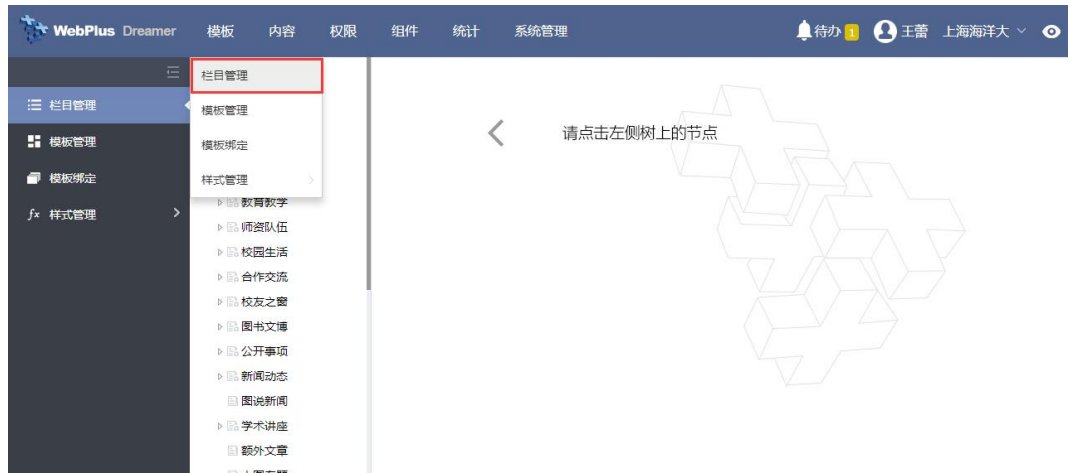 WebPlus Dreamer 模板 内容 权限 组件 统计 系统管理 待办 1 王蕾 上海海洋大
栏目管理
模板管理
模板绑定
fx 样式管理
栏目管理
模板管理
模板绑定
样式管理
教育教学
师资队伍
校园生活
合作交流
校友之窗
图书文博
公开事项
新闻动态
图说新闻
学术讲座
额外文章
请点击左侧树上的节点